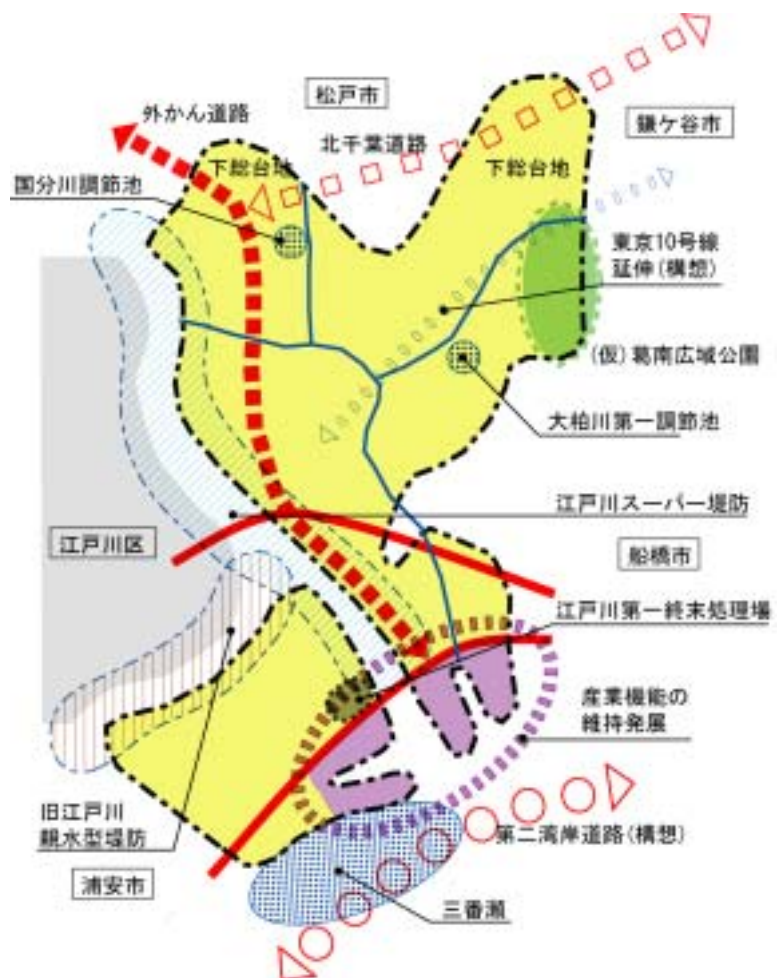 松戸市
外かん道路
鎌ケ谷市
北千葉道路
下総台地
下総台地
国分川調節池
東京10号線
延伸(構想)
(仮)葛南広域公園
大柏川第一調節池
江戸川スーパー堤防
江戸川区
船橋市
江戸川第一終末処理場
産業機能の
維持発展
旧江戸川
親水型堤防
第二湾岸道路(構想)
浦安市
三番瀬